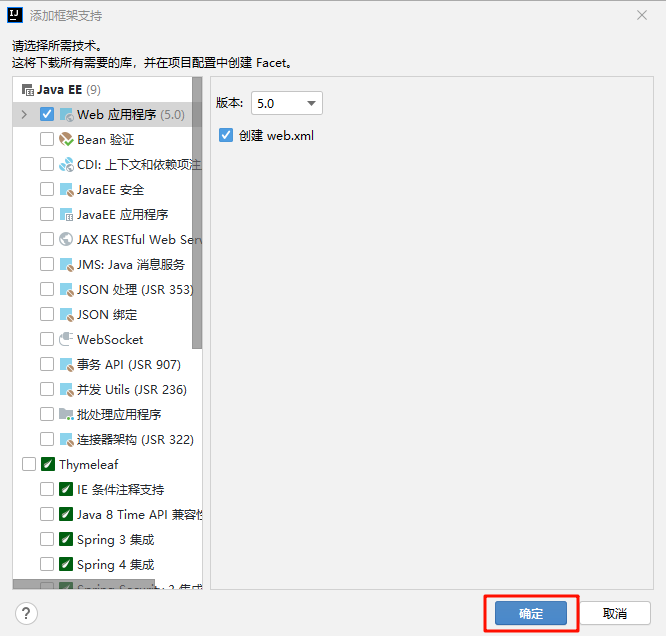 添加框架支持
请选择所需技术。
这将下载所有需要的库，并在项目配置中创建 Facet。
Java EE (9)
Web 应用程序 (5.0)
Bean 验证
CDI: 上下文和依赖项注
JavaEE 安全
JavaEE 应用程序
JAX RESTful Web Serv
JMS: Java 消息服务
JSON 处理 (JSR 353)
JSON 绑定
WebSocket
事务 API (JSR 907)
并发 Utils (JSR 236)
批处理应用程序
连接器架构 (JSR 322)
Thymeleaf
IE 条件注释支持
Java 8 Time API 兼容性
Spring 3 集成
Spring 4 集成
Spring Security 3 集成
版本: 5.0
创建 web.xml
?
确定
取消